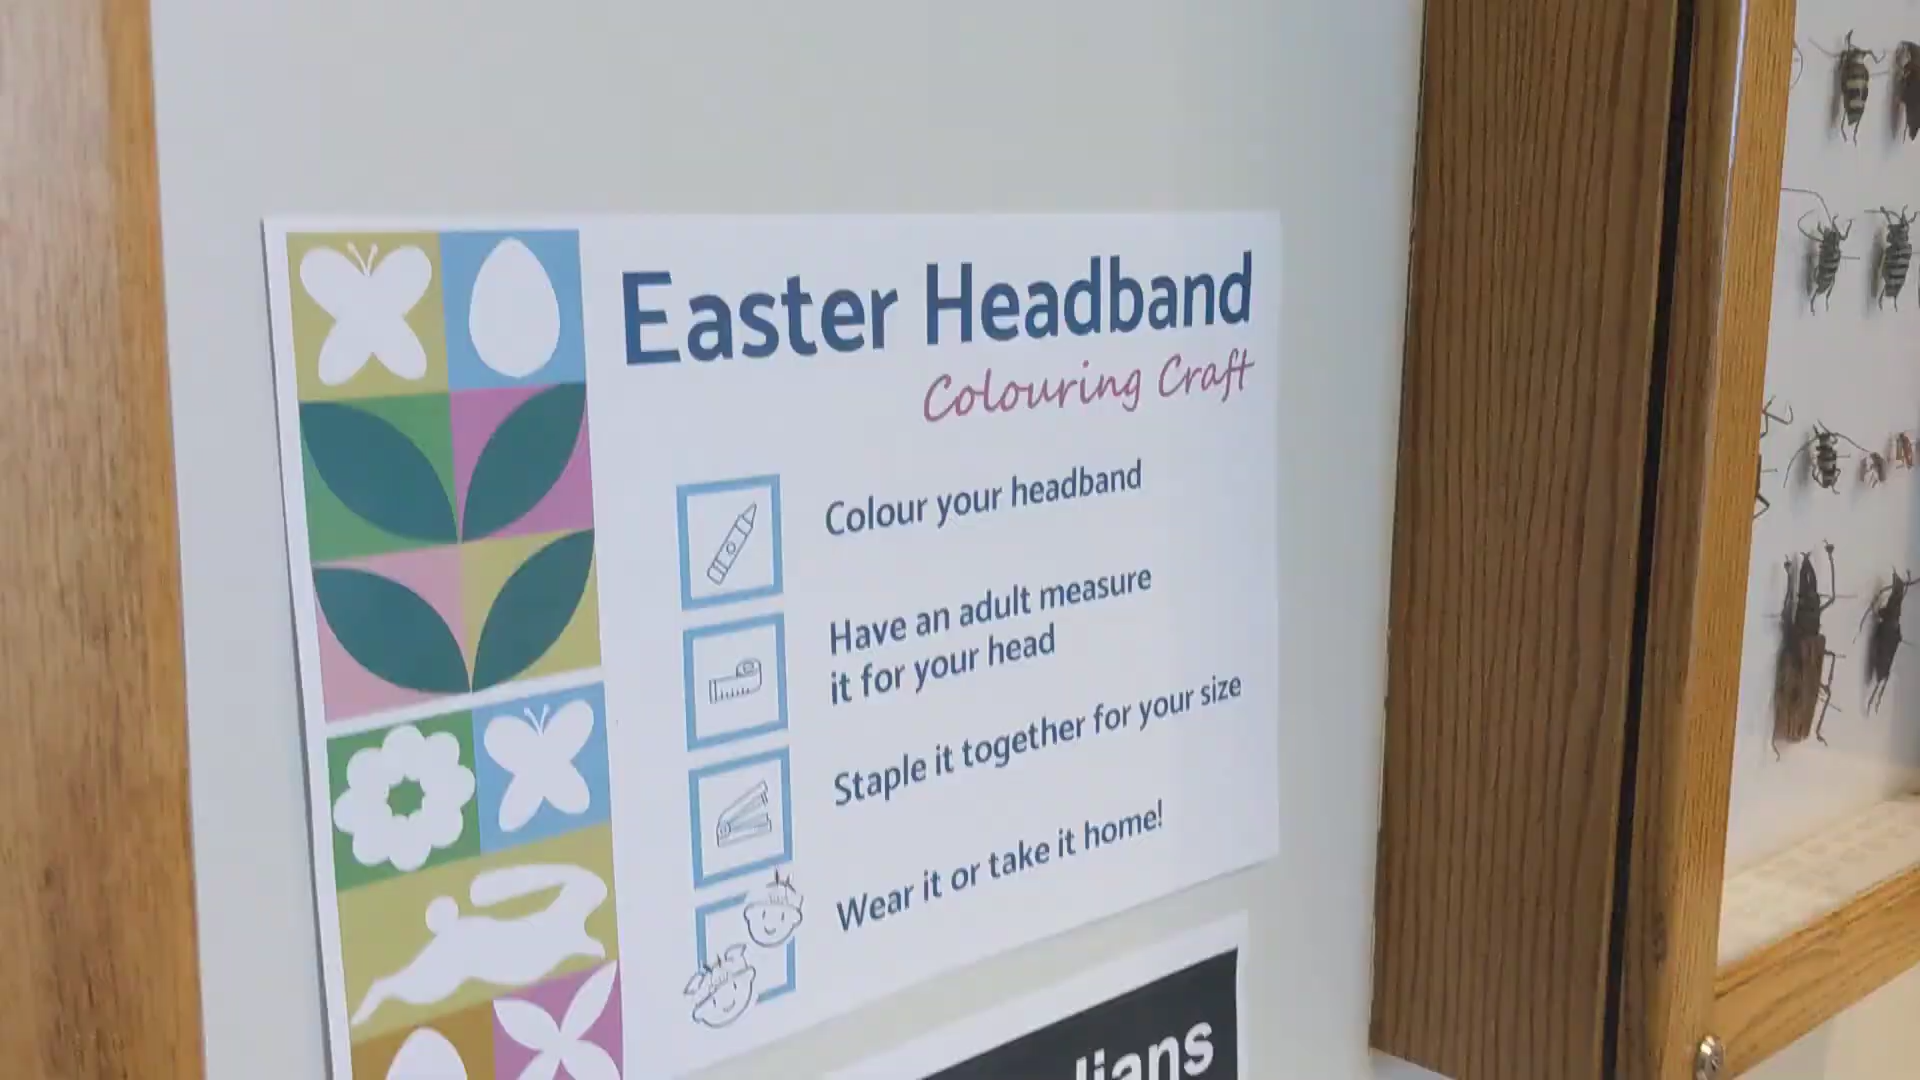 Easter Headband
Colouring Craft
Colour your headband
Have an adult measure
it for your head
Staple it together for your size
Wear it or take it home!